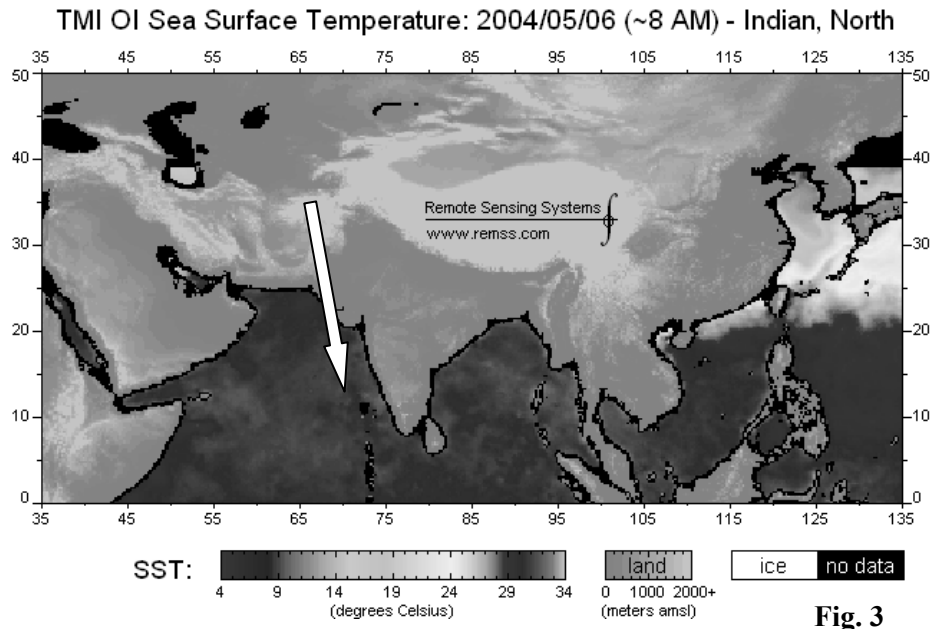 TMI OI Sea Surface Temperature: 2004/05/06 (~8 AM) - Indian, North
35 45 55 65 75 85 95 105 115 125 135
50 50
40 40
Remote Sensing Systems
www.remss.com
30 30
20 20
10 10
0 0
35 45 55 65 75 85 95 105 115 125 135
SST: land ice no data
4 9 14 19 24 29 34 0 1000 2000+
(degrees Celsius) (meters amsl)
Fig. 3